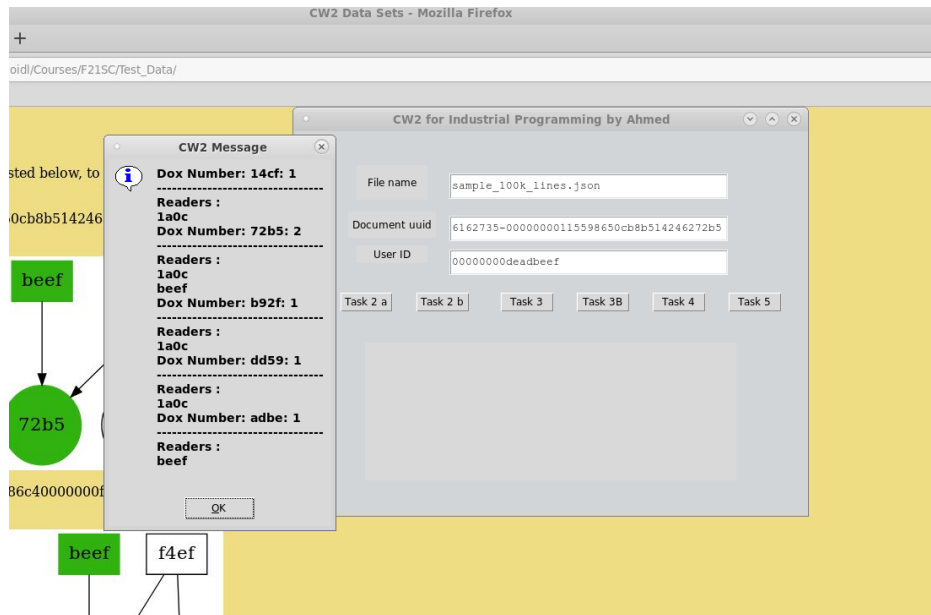 CW2 Data Sets - Mozilla Firefox
+
oidl/Courses/F21SC/Test_Data/
CW2 for Industrial Programming by Ahmed
CW2 Message
sted below, to
0cb8b514246
beef
72b5
86c40000000f
beef
f4ef
Dox Number: 14cf: 1
---------------------------------
Readers :
1a0c
Dox Number: 72b5: 2
---------------------------------
Readers :
1a0c
beef
Dox Number: b92f: 1
---------------------------------
Readers :
1a0c
Dox Number: dd59: 1
---------------------------------
Readers :
1a0c
Dox Number: adbe: 1
---------------------------------
Readers :
beef
OK
File name
sample_100k_lines.json
Document uuid
6162735-00000000115598650cb8b514246272b5
User ID
00000000deadbeef
Task 2 a
Task 2 b
Task 3
Task 3B
Task 4
Task 5